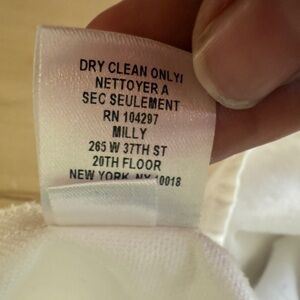 DRY CLEAN ONLY!
NETTOYER A
SEC SEULEMENT
RN 104297
MILLY
265 W 37TH ST
20TH FLOOR
NEW YORK, NY 10018